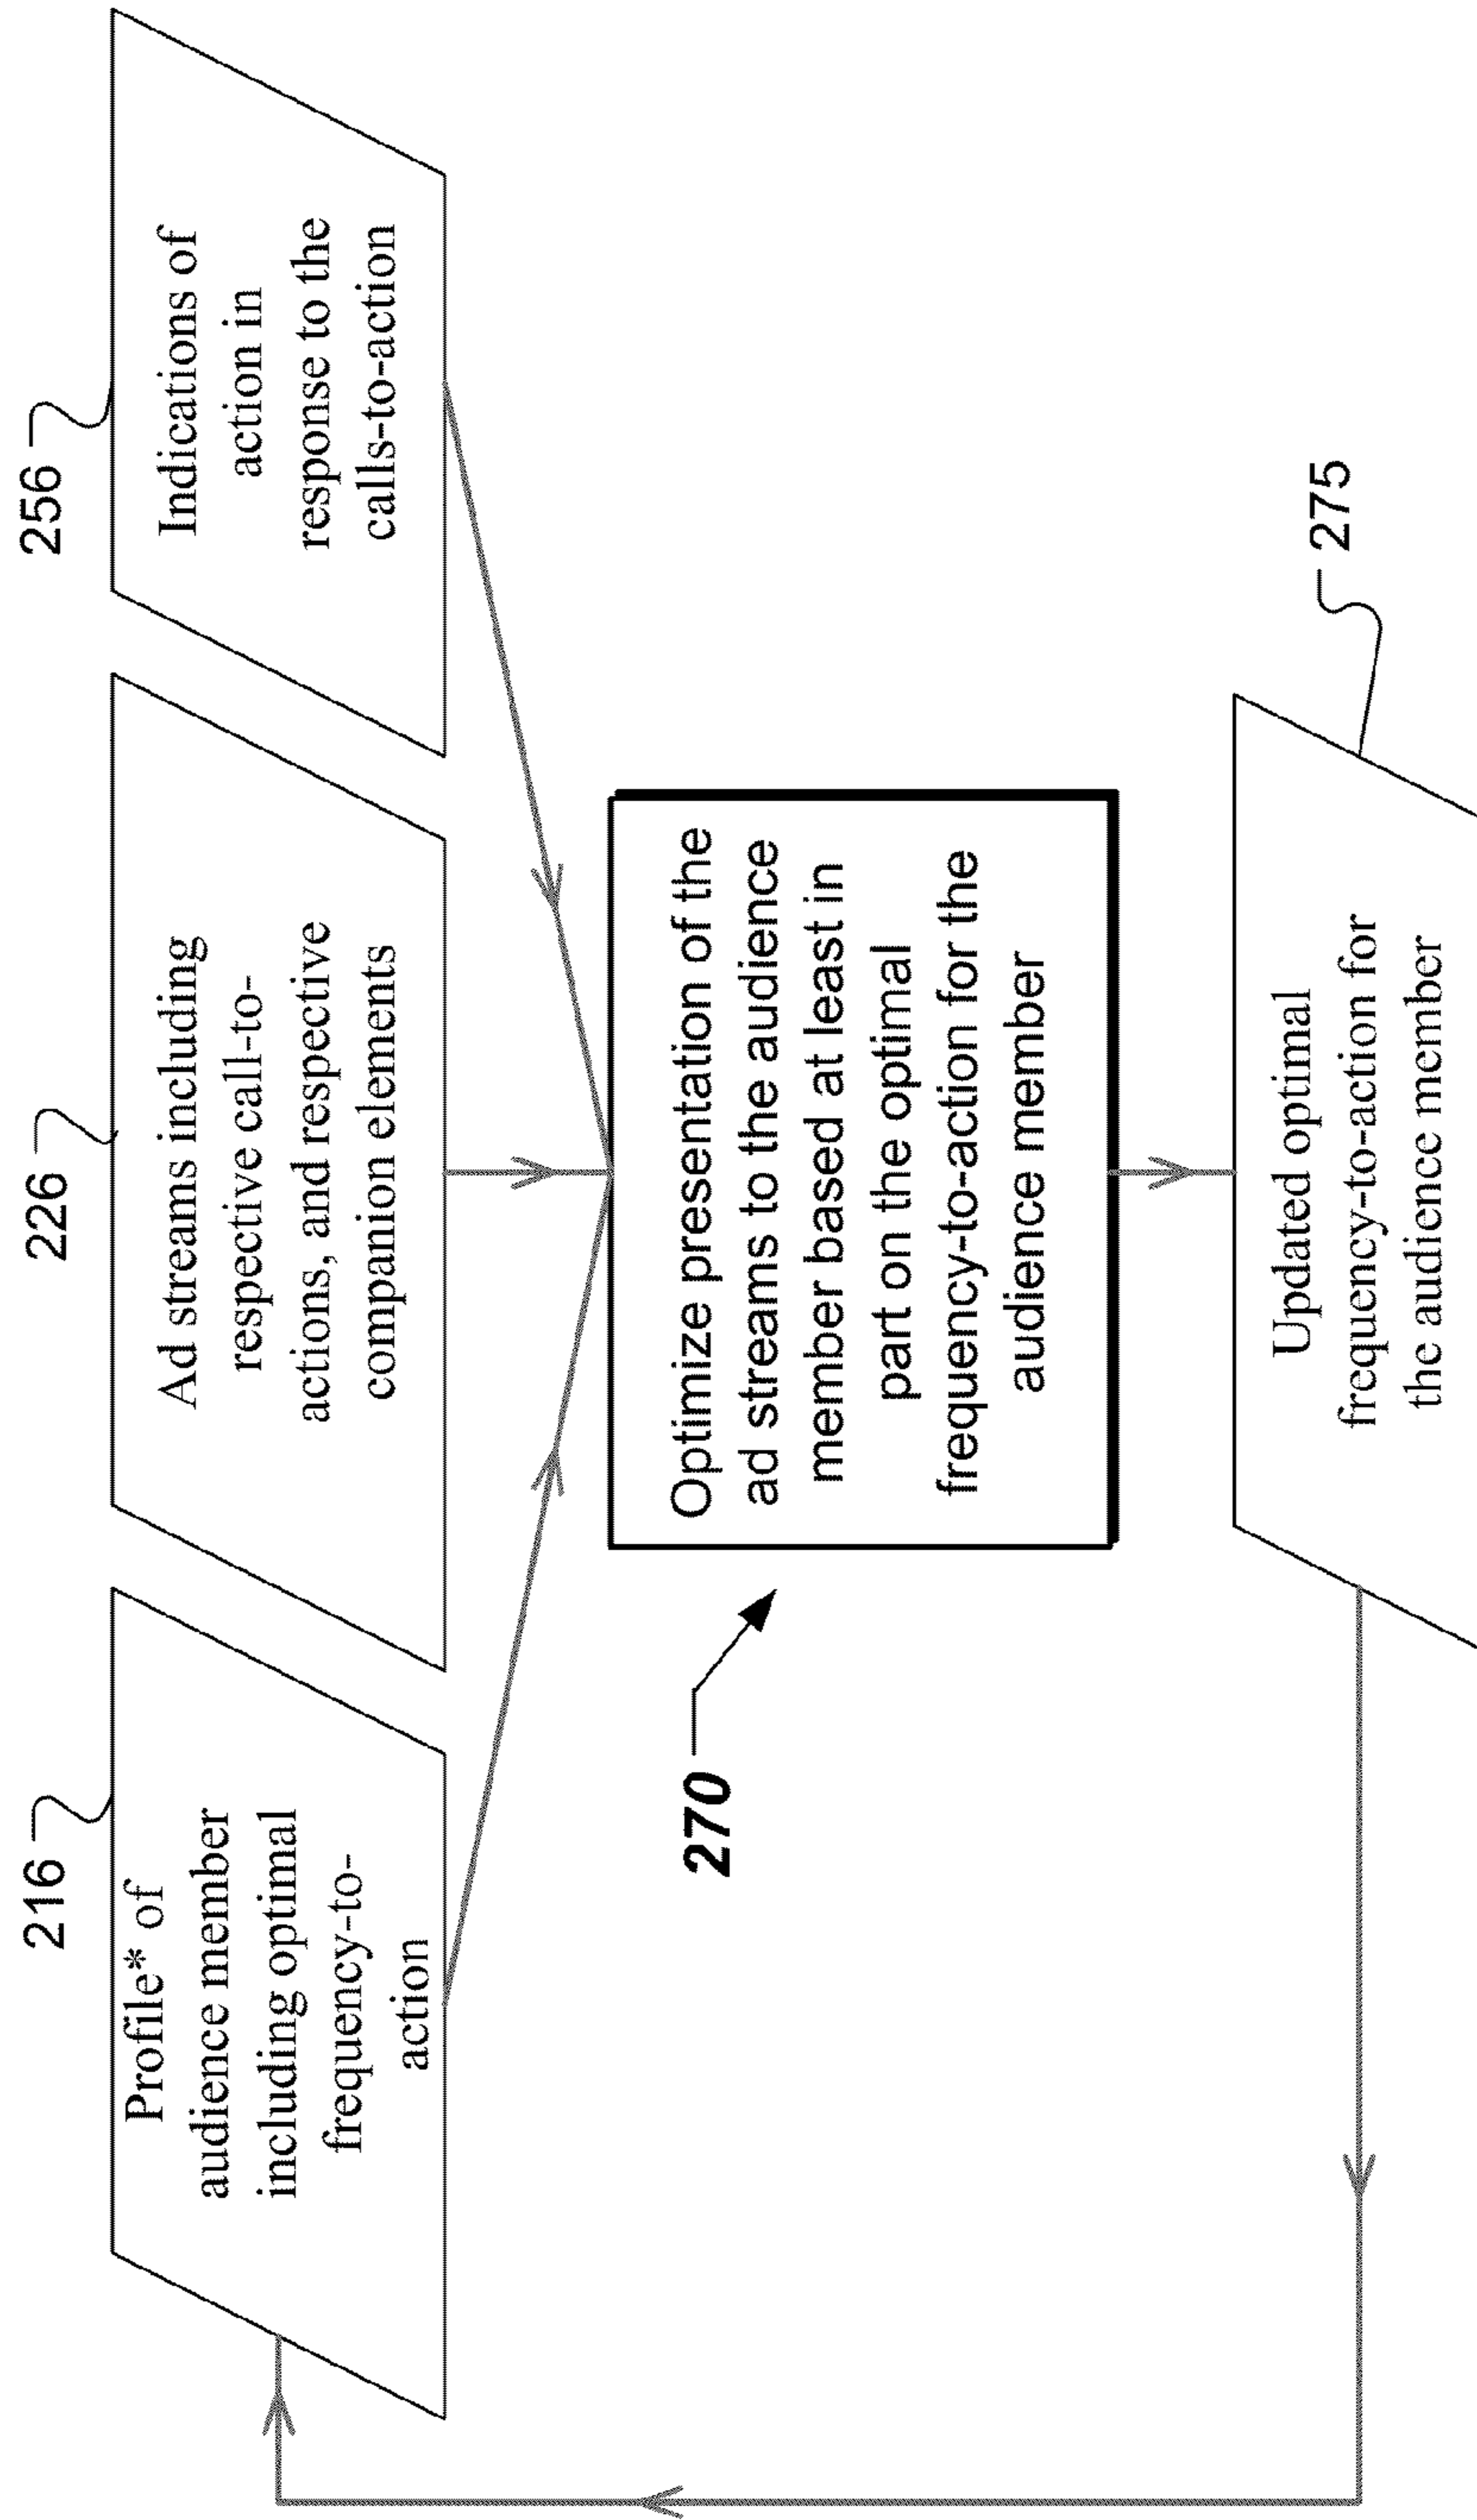 216
Profile* of
audience member
including optimal
frequency-to-
action
226
Ad streams including
respective call-to-
actions, and respective
companion elements
256
Indications of
action in
response to the
calls-to-action
270
Optimize presentation of the
ad streams to the audience
member based at least in
part on the optimal
frequency-to-action for the
audience member
275
Updated optimal
frequency-to-action for
the audience member